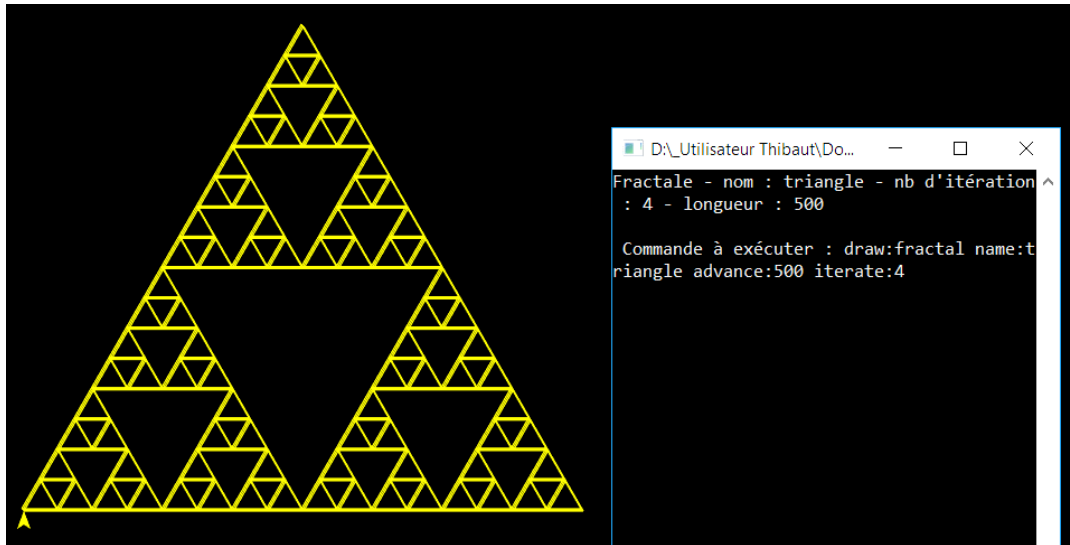 D:\_Utilisateur Thibaut\Do...
Fractale - nom : triangle - nb d'itération
: 4 - longueur : 500
Commande à exécuter : draw:fractal name:t
riangle advance:500 iterate:4